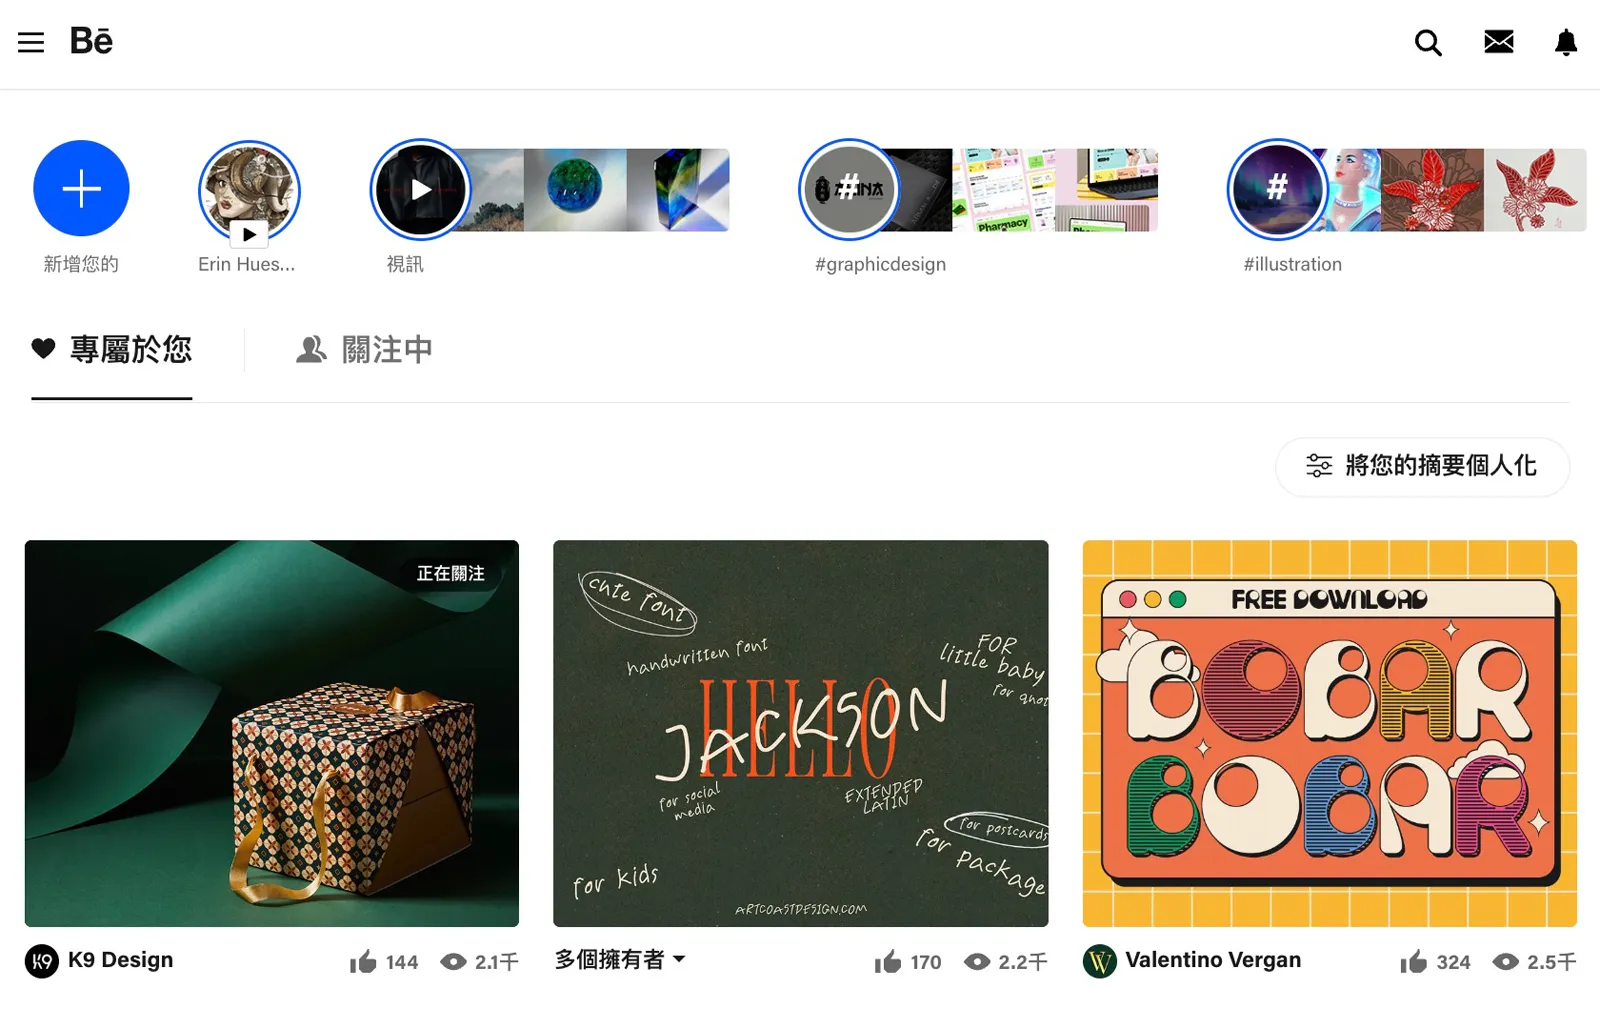 Bē
新增您的
Erin Hues...
視訊
#
Pharmacy
#graphicdesign
#
#illustration
專屬於您
關注中
將您的摘要個人化
正在關注
cute font
handwritten font
FOR
little baby
for quot
HELLO
JACKSON
for social
media
EXTENDED
LATIN
for postcards
for package
for kids
ARTCOASTDESIGN.COM
FREE DOWNLOAD
BOBAR
BOBAR
K9
K9 Design
144
2.1千
多個擁有者
170
2.2千
V
Valentino Vergan
324
2.5千